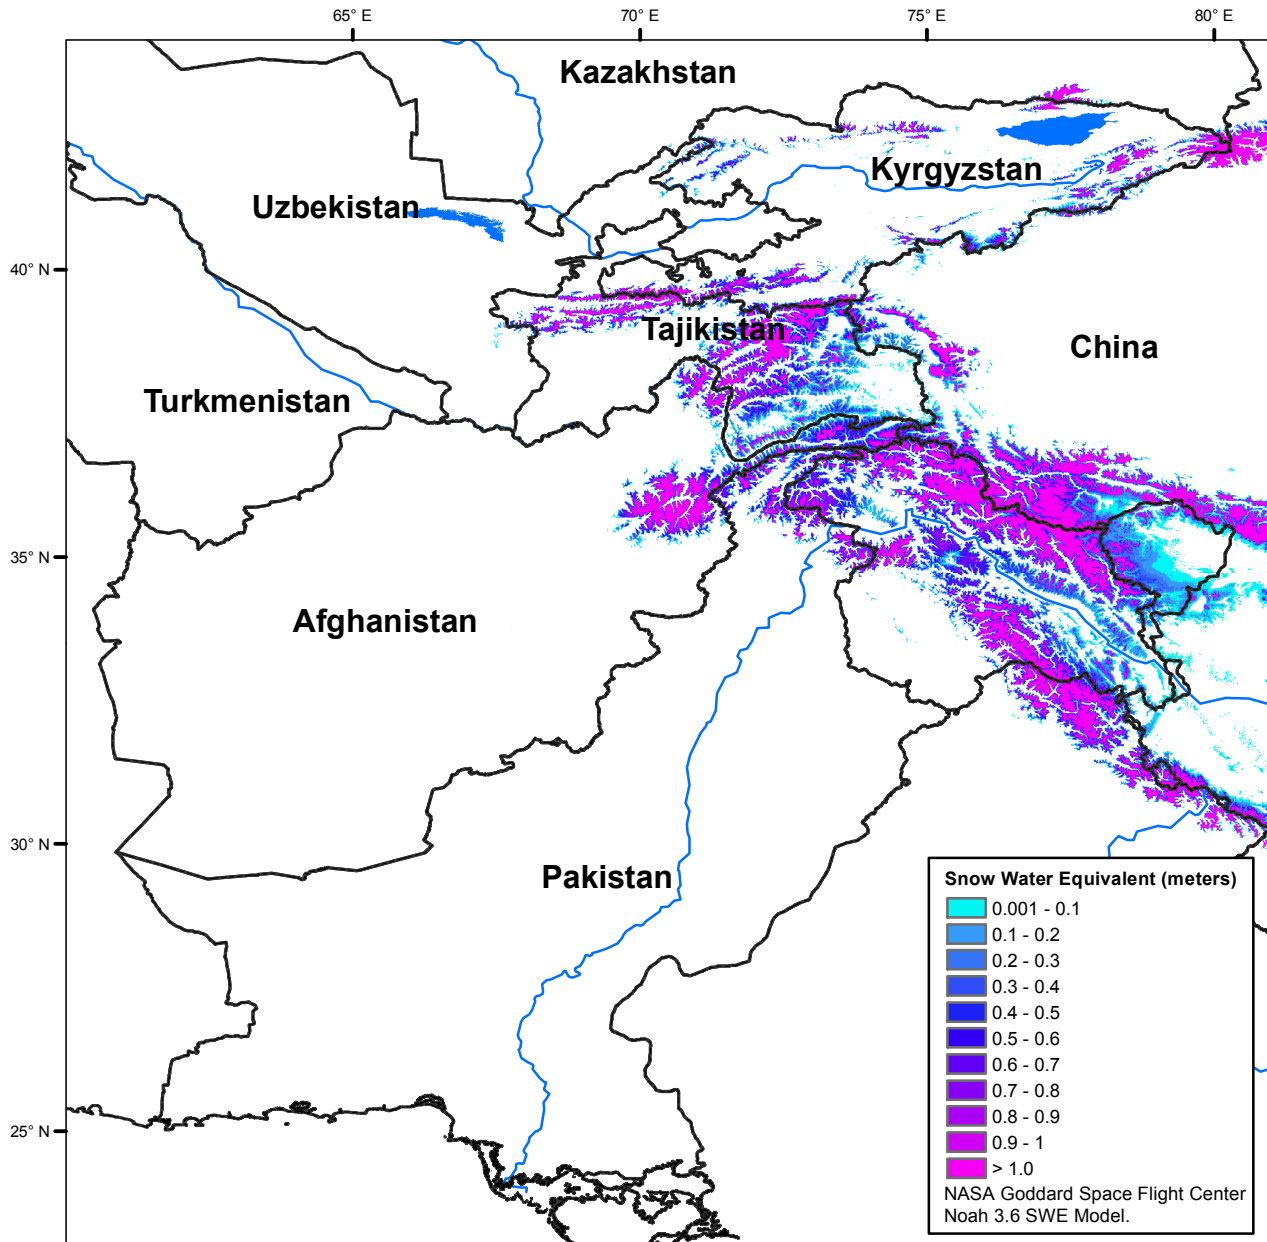 65° E
70° E
75° E
80° E
Kazakhstan
Kyrgyzstan
Uzbekistan
40° N
Tajikistan
China
Turkmenistan
35° N
Afghanistan
30° N
Pakistan
25° N
Snow Water Equivalent (meters)
0.001 - 0.1
0.1 - 0.2
0.2 - 0.3
0.3 - 0.4
0.4 - 0.5
0.5 - 0.6
0.6 - 0.7
0.7 - 0.8
0.8 - 0.9
0.9 - 1
> 1.0
NASA Goddard Space Flight Center
Noah 3.6 SWE Model.